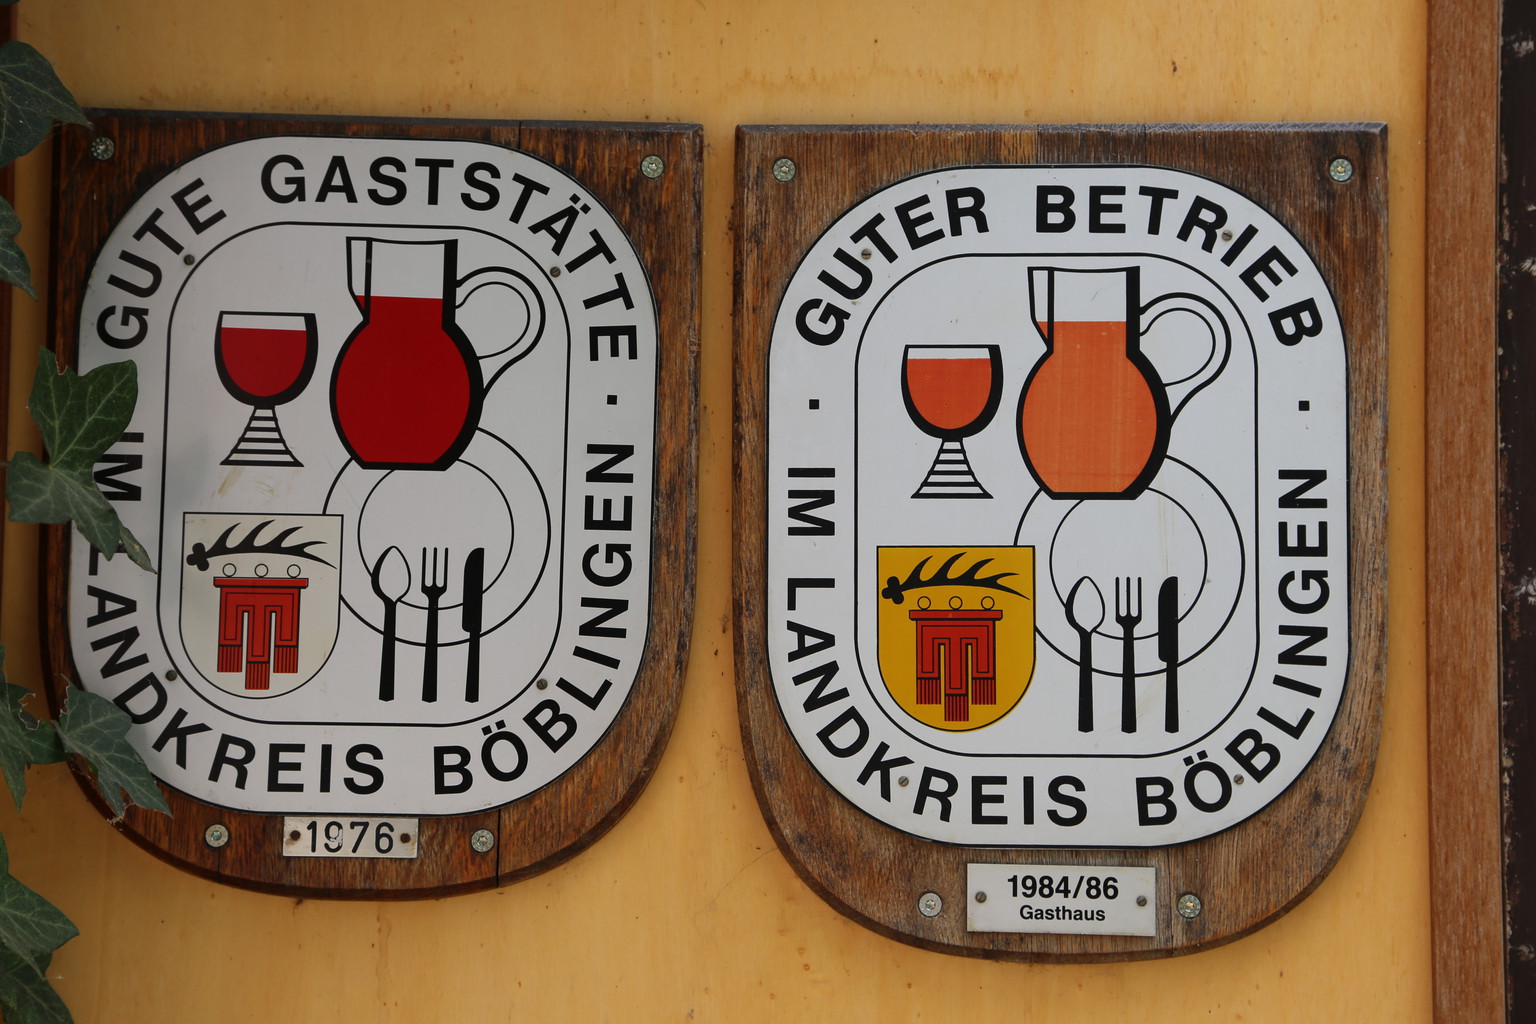 GUTE GASTSTÄTTE
· IM LANDKREIS BÖBLINGEN ·
1976
GUTER BETRIEB
· IM LANDKREIS BÖBLINGEN ·
1984/86
Gasthaus